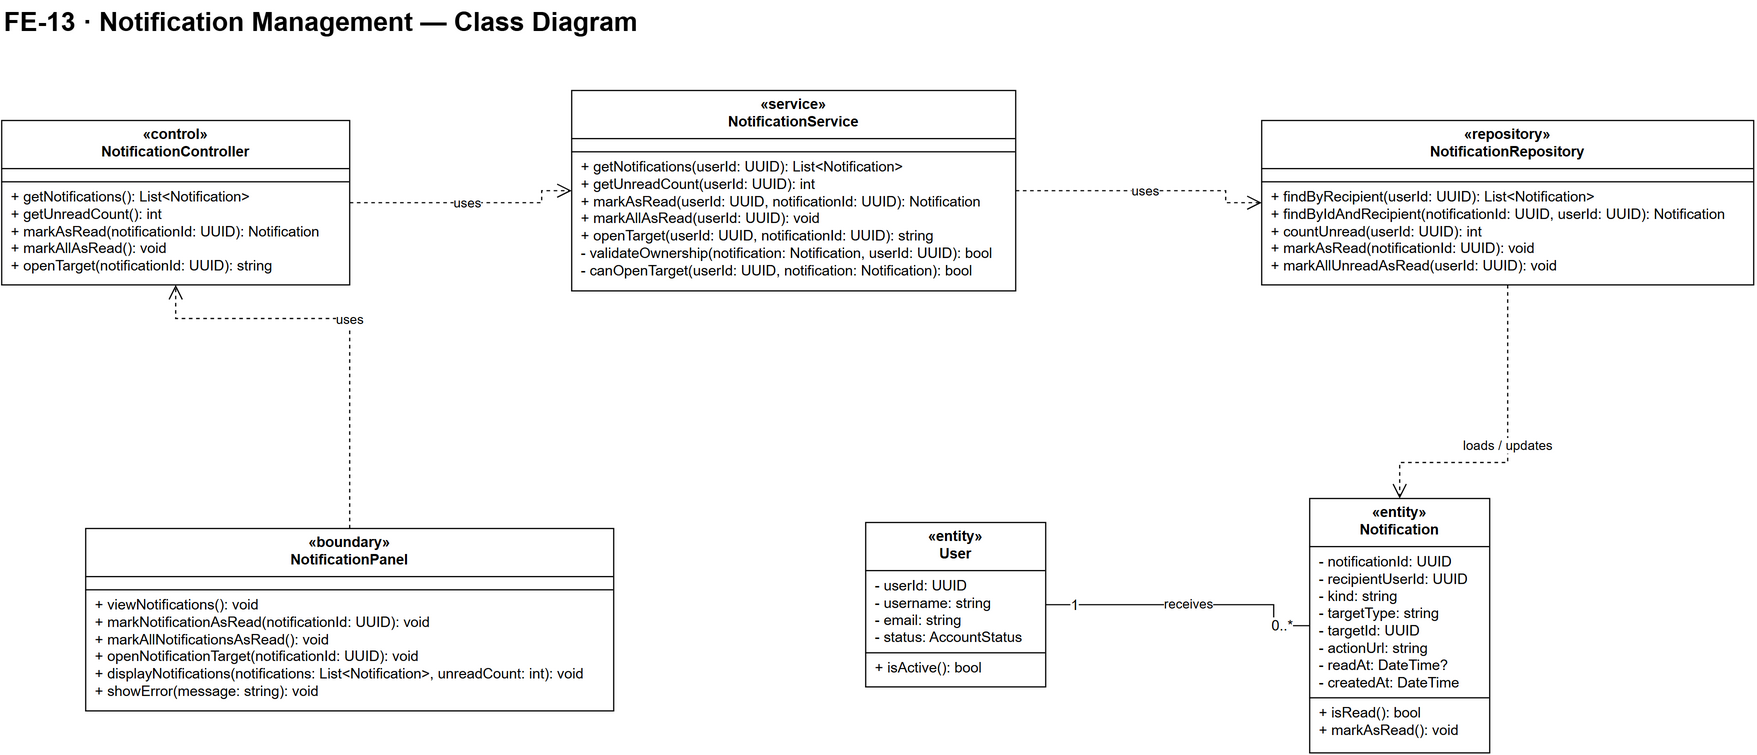 FE-13 · Notification Management — Class Diagram
«control»
NotificationController
+ getNotifications(): List<Notification>
+ getUnreadCount(): int
+ markAsRead(notificationId: UUID): Notification
+ markAllAsRead(): void
+ openTarget(notificationId: UUID): string
uses
«service»
NotificationService
+ getNotifications(userId: UUID): List<Notification>
+ getUnreadCount(userId: UUID): int
+ markAsRead(userId: UUID, notificationId: UUID): Notification
+ markAllAsRead(userId: UUID): void
+ openTarget(userId: UUID, notificationId: UUID): string
- validateOwnership(notification: Notification, userId: UUID): bool
- canOpenTarget(userId: UUID, notification: Notification): bool
uses
«repository»
NotificationRepository
+ findByRecipient(userId: UUID): List<Notification>
+ findByIdAndRecipient(notificationId: UUID, userId: UUID): Notification
+ countUnread(userId: UUID): int
+ markAsRead(notificationId: UUID): void
+ markAllUnreadAsRead(userId: UUID): void
uses
loads / updates
«boundary»
NotificationPanel
+ viewNotifications(): void
+ markNotificationAsRead(notificationId: UUID): void
+ markAllNotificationsAsRead(): void
+ openNotificationTarget(notificationId: UUID): void
+ displayNotifications(notifications: List<Notification>, unreadCount: int): void
+ showError(message: string): void
«entity»
User
- userId: UUID
- username: string
- email: string
- status: AccountStatus
+ isActive(): bool
1
receives
0..*
«entity»
Notification
- notificationId: UUID
- recipientUserId: UUID
- kind: string
- targetType: string
- targetId: UUID
- actionUrl: string
- readAt: DateTime?
- createdAt: DateTime
+ isRead(): bool
+ markAsRead(): void